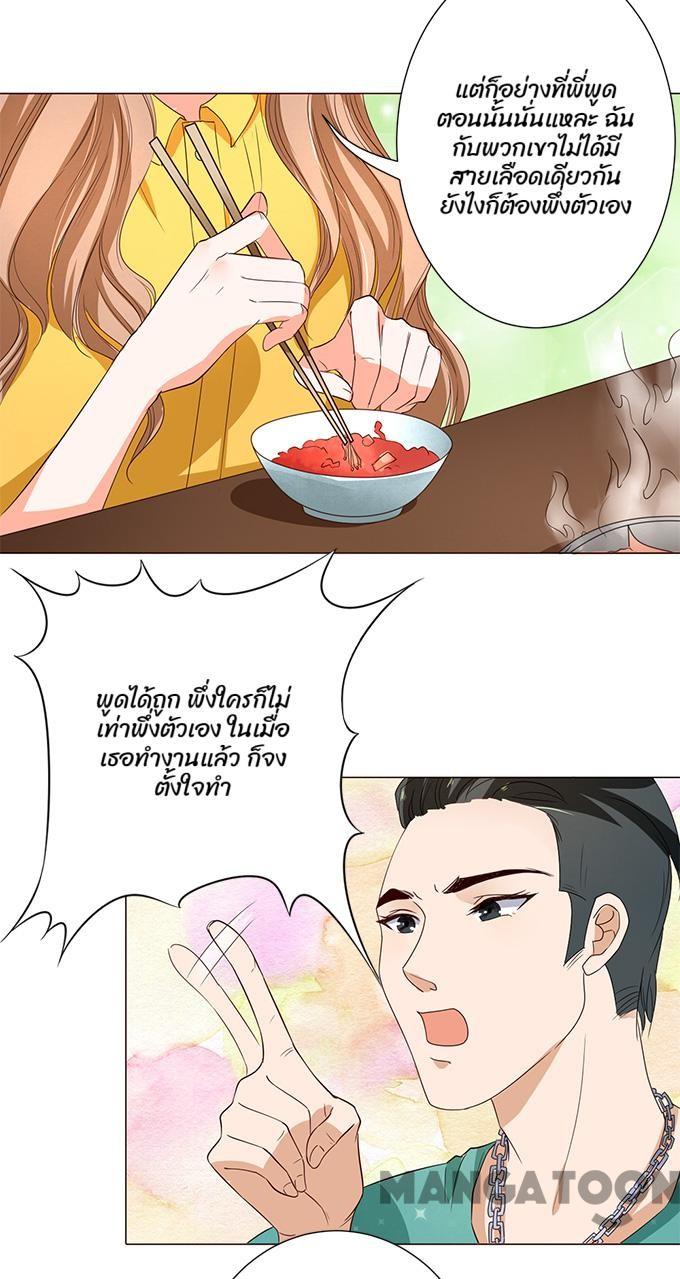 แต่ก็อย่างที่พี่พูด
ตอนนั้นนั่นแหละ ฉัน
กับพวกเขาไม่ได้มี
สายเลือดเดียวกัน
ยังไงก็ต้องพึ่งตัวเอง
พูดได้ถูก พึ่งใครก็ไม่
เท่าพึ่งตัวเอง ในเมื่อ
เธอทำงานแล้ว ก็จง
ตั้งใจทำ
MANGATOON